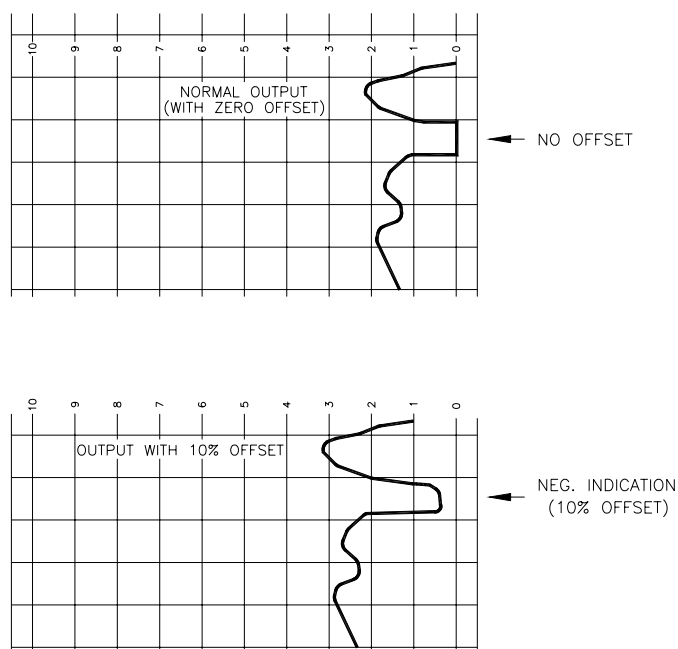 10 9 8 7 6 5 4 3 2 1 0
NORMAL OUTPUT
(WITH ZERO OFFSET)
NO OFFSET
10 9 8 7 6 5 4 3 2 1 0
OUTPUT WITH 10% OFFSET
NEG. INDICATION
(10% OFFSET)